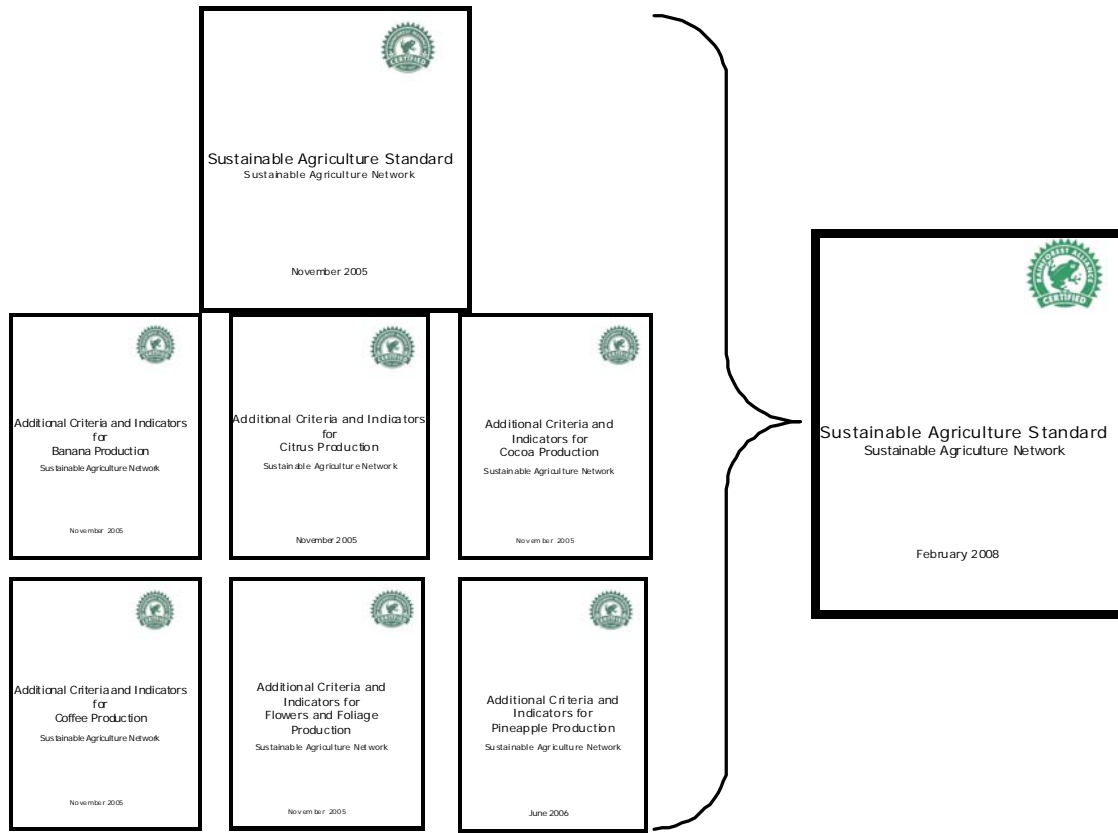 CERTIFIED
Sustainable Agriculture Standard
Sustainable Agriculture Network
November 2005
Additional Criteria and Indicators
for
Banana Production
Sustainable Agriculture Network
November 2005
Additional Criteria and Indicators
for
Citrus Production
Sustainable Agriculture Network
November 2005
Additional Criteria and
Indicators for
Cocoa Production
Sustainable Agriculture Network
November 2005
Additional Criteria and Indicators
for
Coffee Production
Sustainable Agriculture Network
November 2005
Additional Criteria and
Indicators for
Flowers and Foliage
Production
Sustainable Agriculture Network
November 2005
Additional Criteria and
Indicators for
Pineapple Production
Sustainable Agriculture Network
June 2006
RAINFOREST ALLIANCE
CERTIFIED
Sustainable Agriculture Standard
Sustainable Agriculture Network
February 2008